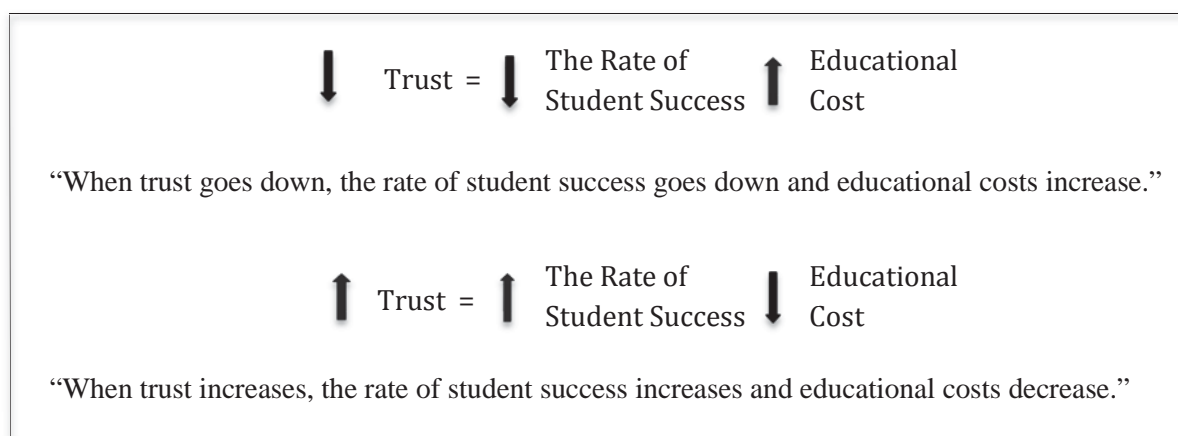 ↓ Trust = ↓ The Rate of Student Success ↑ Educational Cost
“When trust goes down, the rate of student success goes down and educational costs increase.”
↑ Trust = ↑ The Rate of Student Success ↓ Educational Cost
“When trust increases, the rate of student success increases and educational costs decrease.”